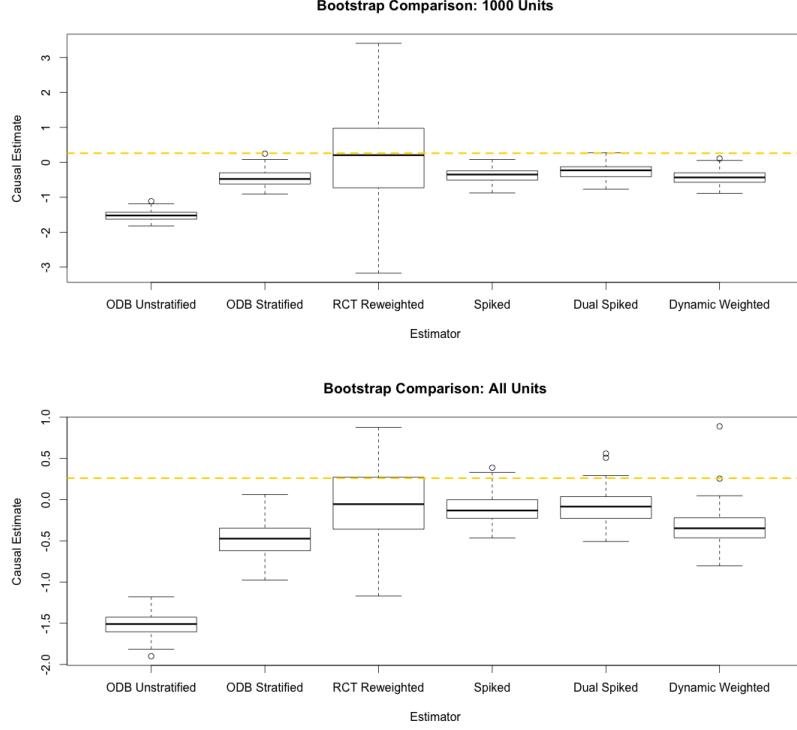 Bootstrap Comparison: 1000 Units
3
2
1
0
-1
-2
-3
Causal Estimate
ODB Unstratified ODB Stratified RCT Reweighted Spiked Dual Spiked Dynamic Weighted
Estimator
Bootstrap Comparison: All Units
1.0
0.5
0.0
-0.5
-1.0
-1.5
-2.0
Causal Estimate
ODB Unstratified ODB Stratified RCT Reweighted Spiked Dual Spiked Dynamic Weighted
Estimator